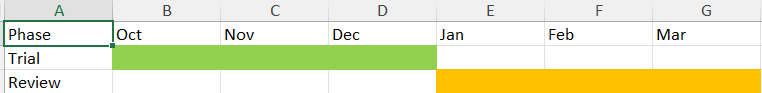 A B C D E F G
Phase Oct Nov Dec Jan Feb Mar
Trial
Review